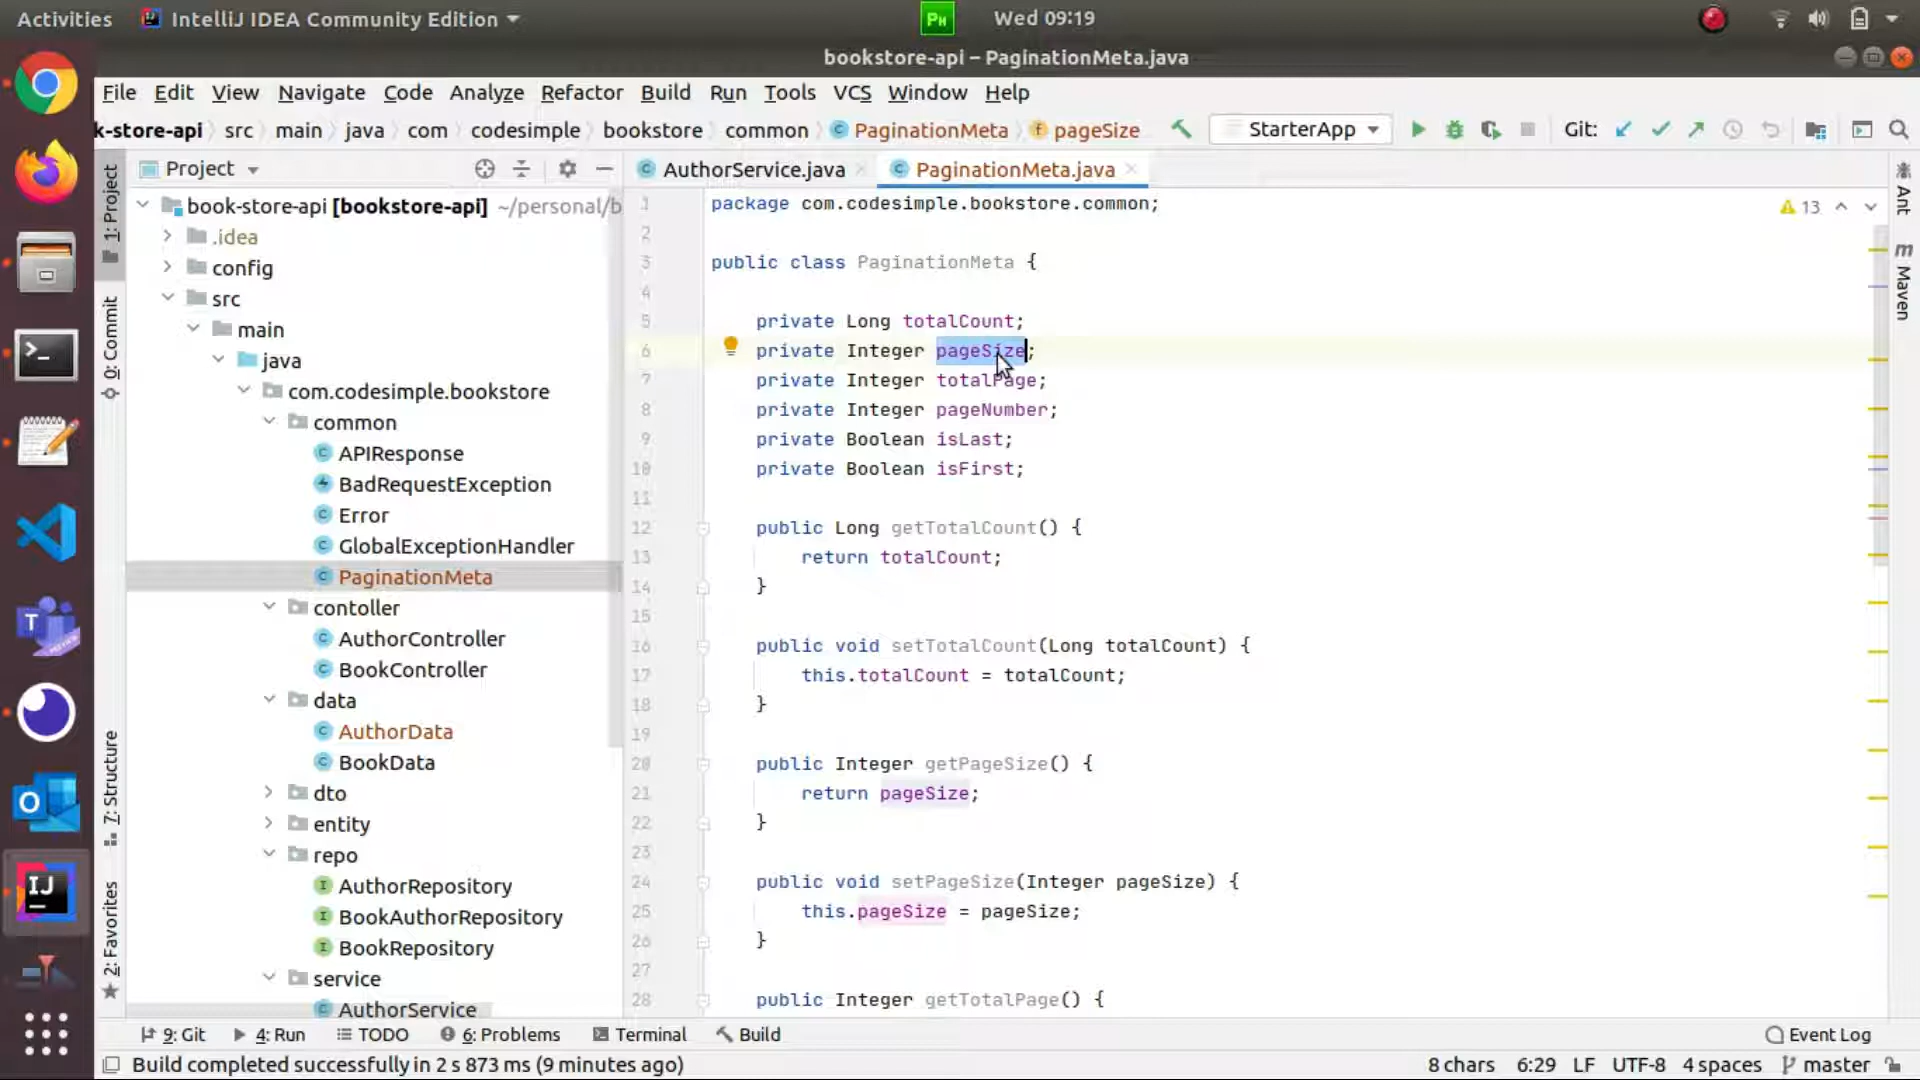 Activities IntelliJ IDEA Community Edition Wed 09:19
bookstore-api – PaginationMeta.java
File Edit View Navigate Code Analyze Refactor Build Run Tools VCS Window Help
k-store-api src main java com codesimple bookstore common PaginationMeta pageSize StarterApp Git:
Project AuthorService.java PaginationMeta.java
1: Project
0: Commit
7: Structure
2: Favorites
book-store-api [bookstore-api] ~/personal/b
.idea
config
src
main
java
com.codesimple.bookstore
common
APIResponse
BadRequestException
Error
GlobalExceptionHandler
PaginationMeta
contoller
AuthorController
BookController
data
AuthorData
BookData
dto
entity
repo
AuthorRepository
BookAuthorRepository
BookRepository
service
AuthorService
1 package com.codesimple.bookstore.common;
2
3 public class PaginationMeta {
4
5 private Long totalCount;
6 private Integer pageSize;
7 private Integer totalPage;
8 private Integer pageNumber;
9 private Boolean isLast;
10 private Boolean isFirst;
11
12 public Long getTotalCount() {
13 return totalCount;
14 }
15
16 public void setTotalCount(Long totalCount) {
17 this.totalCount = totalCount;
18 }
19
20 public Integer getPageSize() {
21 return pageSize;
22 }
23
24 public void setPageSize(Integer pageSize) {
25 this.pageSize = pageSize;
26 }
27
28 public Integer getTotalPage() {
13
Ant
m Maven
9: Git 4: Run TODO 6: Problems Terminal Build Event Log
Build completed successfully in 2 s 873 ms (9 minutes ago) 8 chars 6:29 LF UTF-8 4 spaces master